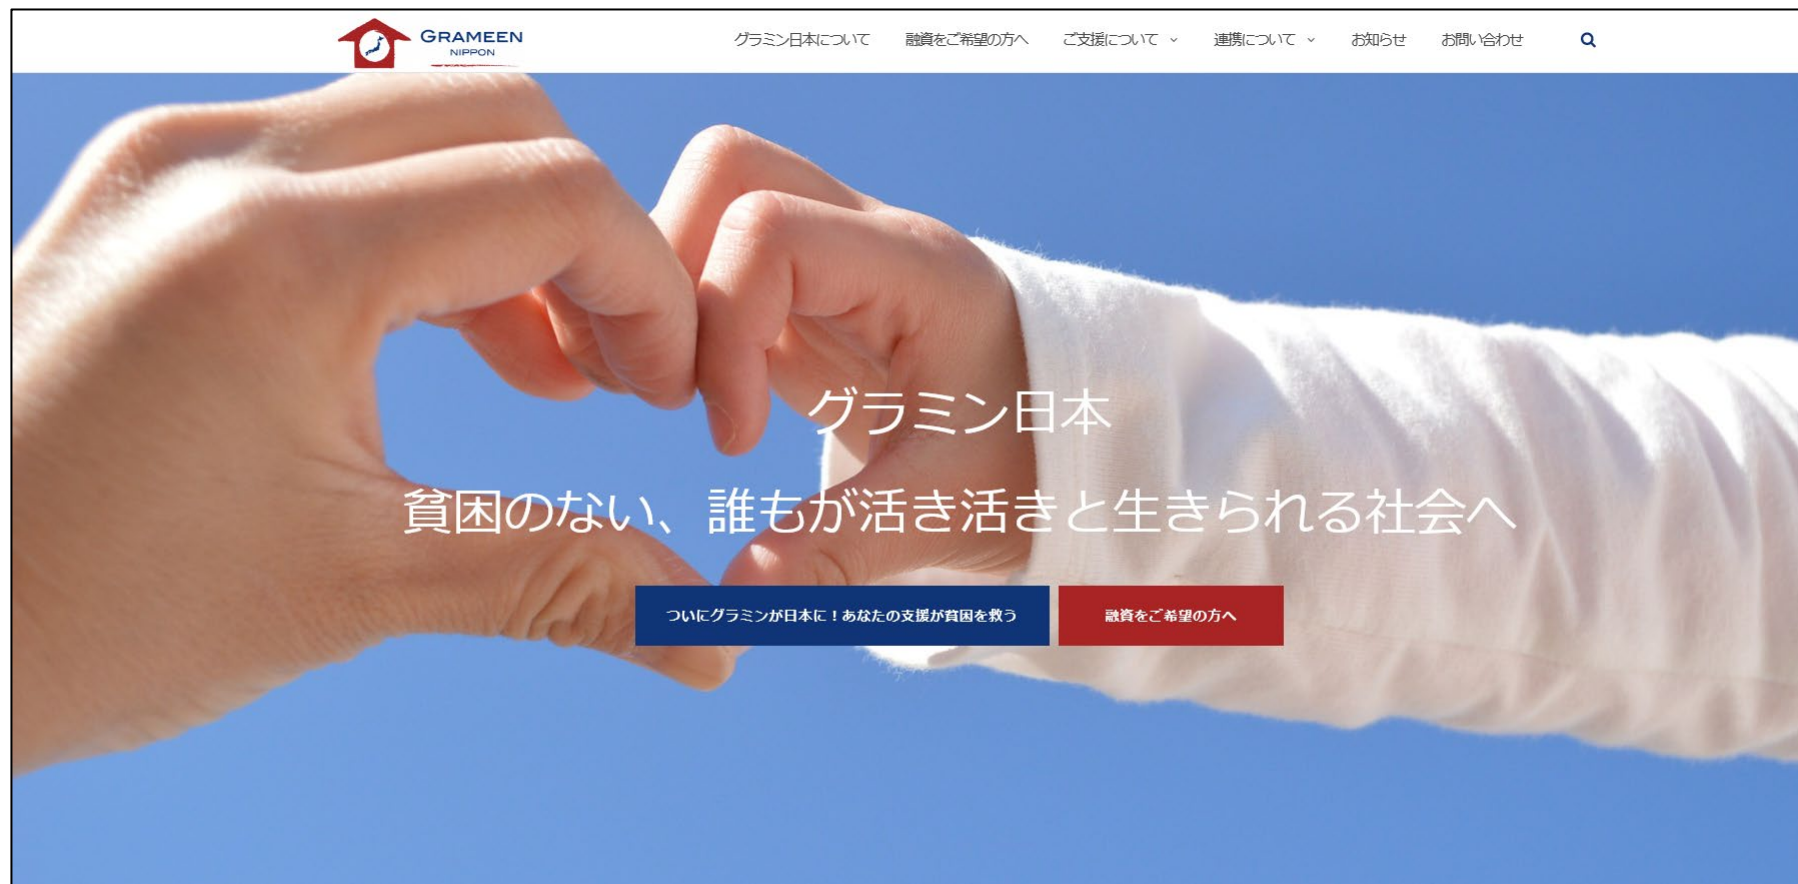 GRAMEEN
NIPPON
グラミン日本について 融資をご希望の方へ ご支援について 連携について お知らせ お問い合わせ
グラミン日本
貧困のない、誰もが活き活きと生きられる社会へ
ついにグラミンが日本に！あなたの支援が貧困を救う 融資をご希望の方へ